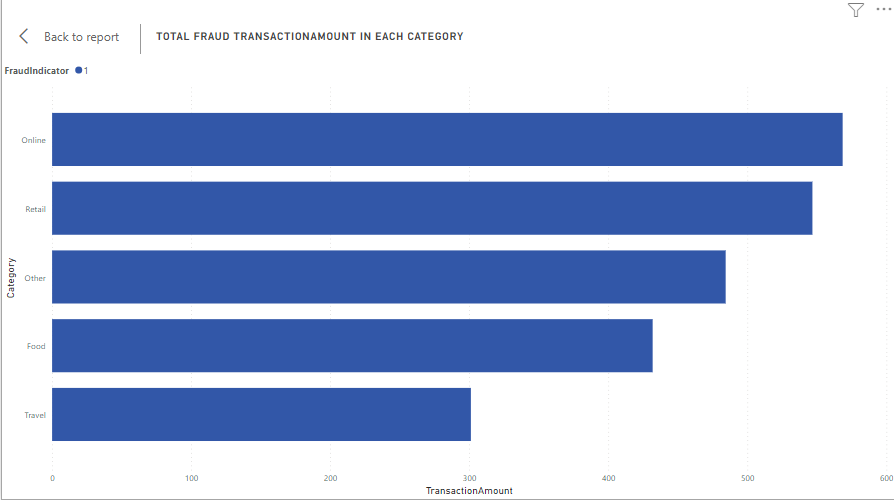 Back to report
TOTAL FRAUD TRANSACTIONAMOUNT IN EACH CATEGORY
FraudIndicator 1
Category
Online
Retail
Other
Food
Travel
0 100 200 300 400 500 600
TransactionAmount